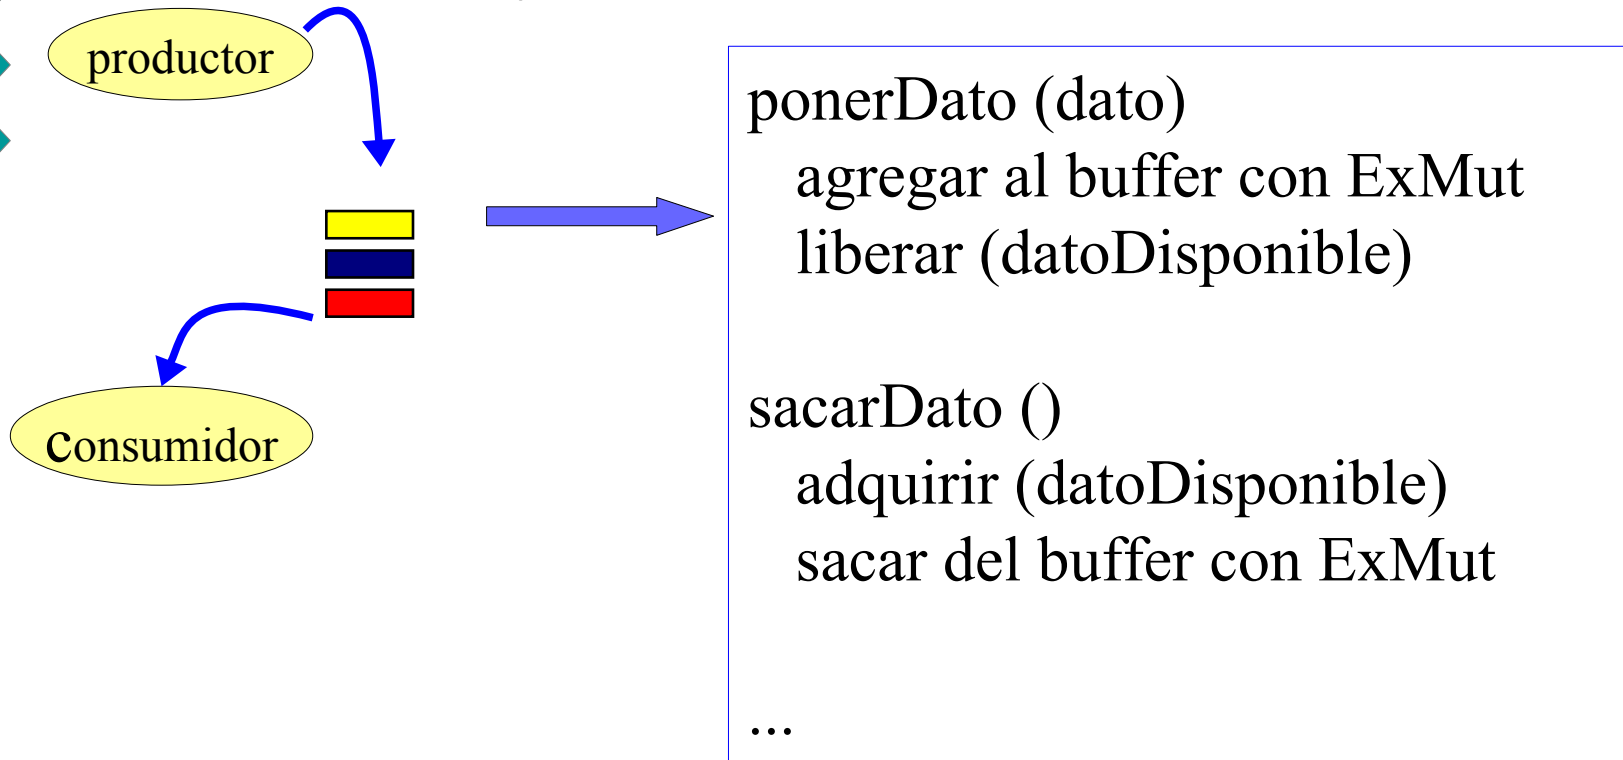 productor
consumidor
ponerDato (dato)
agregar al buffer con ExMut
liberar (datoDisponible)
sacarDato ()
adquirir (datoDisponible)
sacar del buffer con ExMut
...